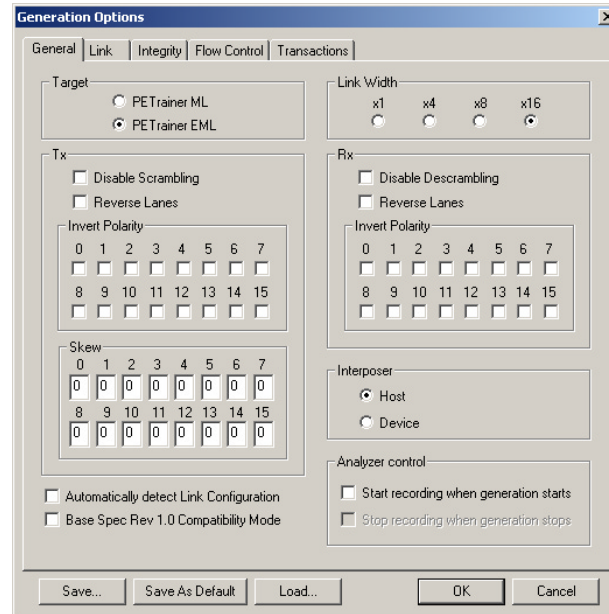 Generation Options
General Link Integrity Flow Control Transactions
Target
PETrainer ML
PETrainer EML
Link Width
x1 x4 x8 x16
Tx
Disable Scrambling
Reverse Lanes
Invert Polarity
0 1 2 3 4 5 6 7
8 9 10 11 12 13 14 15
Skew
0 1 2 3 4 5 6 7
0 0 0 0 0 0 0 0
8 9 10 11 12 13 14 15
0 0 0 0 0 0 0 0
Rx
Disable Descrambling
Reverse Lanes
Invert Polarity
0 1 2 3 4 5 6 7
8 9 10 11 12 13 14 15
Interposer
Host
Device
Automatically detect Link Configuration
Base Spec Rev 1.0 Compatibility Mode
Analyzer control
Start recording when generation starts
Stop recording when generation stops
Save... Save As Default Load... OK Cancel